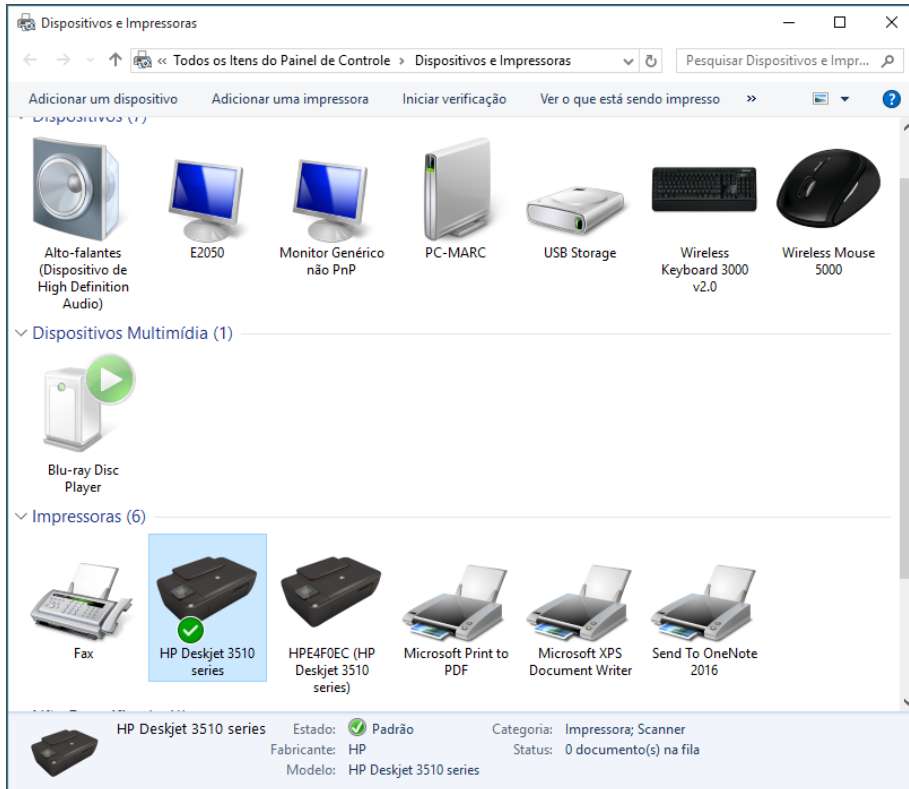 Dispositivos e Impressoras
« Todos os Itens do Painel de Controle > Dispositivos e Impressoras
Pesquisar Dispositivos e Impr...
Adicionar um dispositivo Adicionar uma impressora Iniciar verificação Ver o que está sendo impresso » ?
Dispositivos (7)
Alto-falantes
(Dispositivo de
High Definition
Audio)
E2050
Monitor Genérico
não PnP
PC-MARC
USB Storage
Wireless
Keyboard 3000
v2.0
Wireless Mouse
5000
Dispositivos Multimídia (1)
Blu-ray Disc
Player
Impressoras (6)
Fax
HP Deskjet 3510
series
HPE4F0EC (HP
Deskjet 3510
series)
Microsoft Print to
PDF
Microsoft XPS
Document Writer
Send To OneNote
2016
HP Deskjet 3510 series Estado: Padrão Categoria: Impressora; Scanner
Fabricante: HP Status: 0 documento(s) na fila
Modelo: HP Deskjet 3510 series